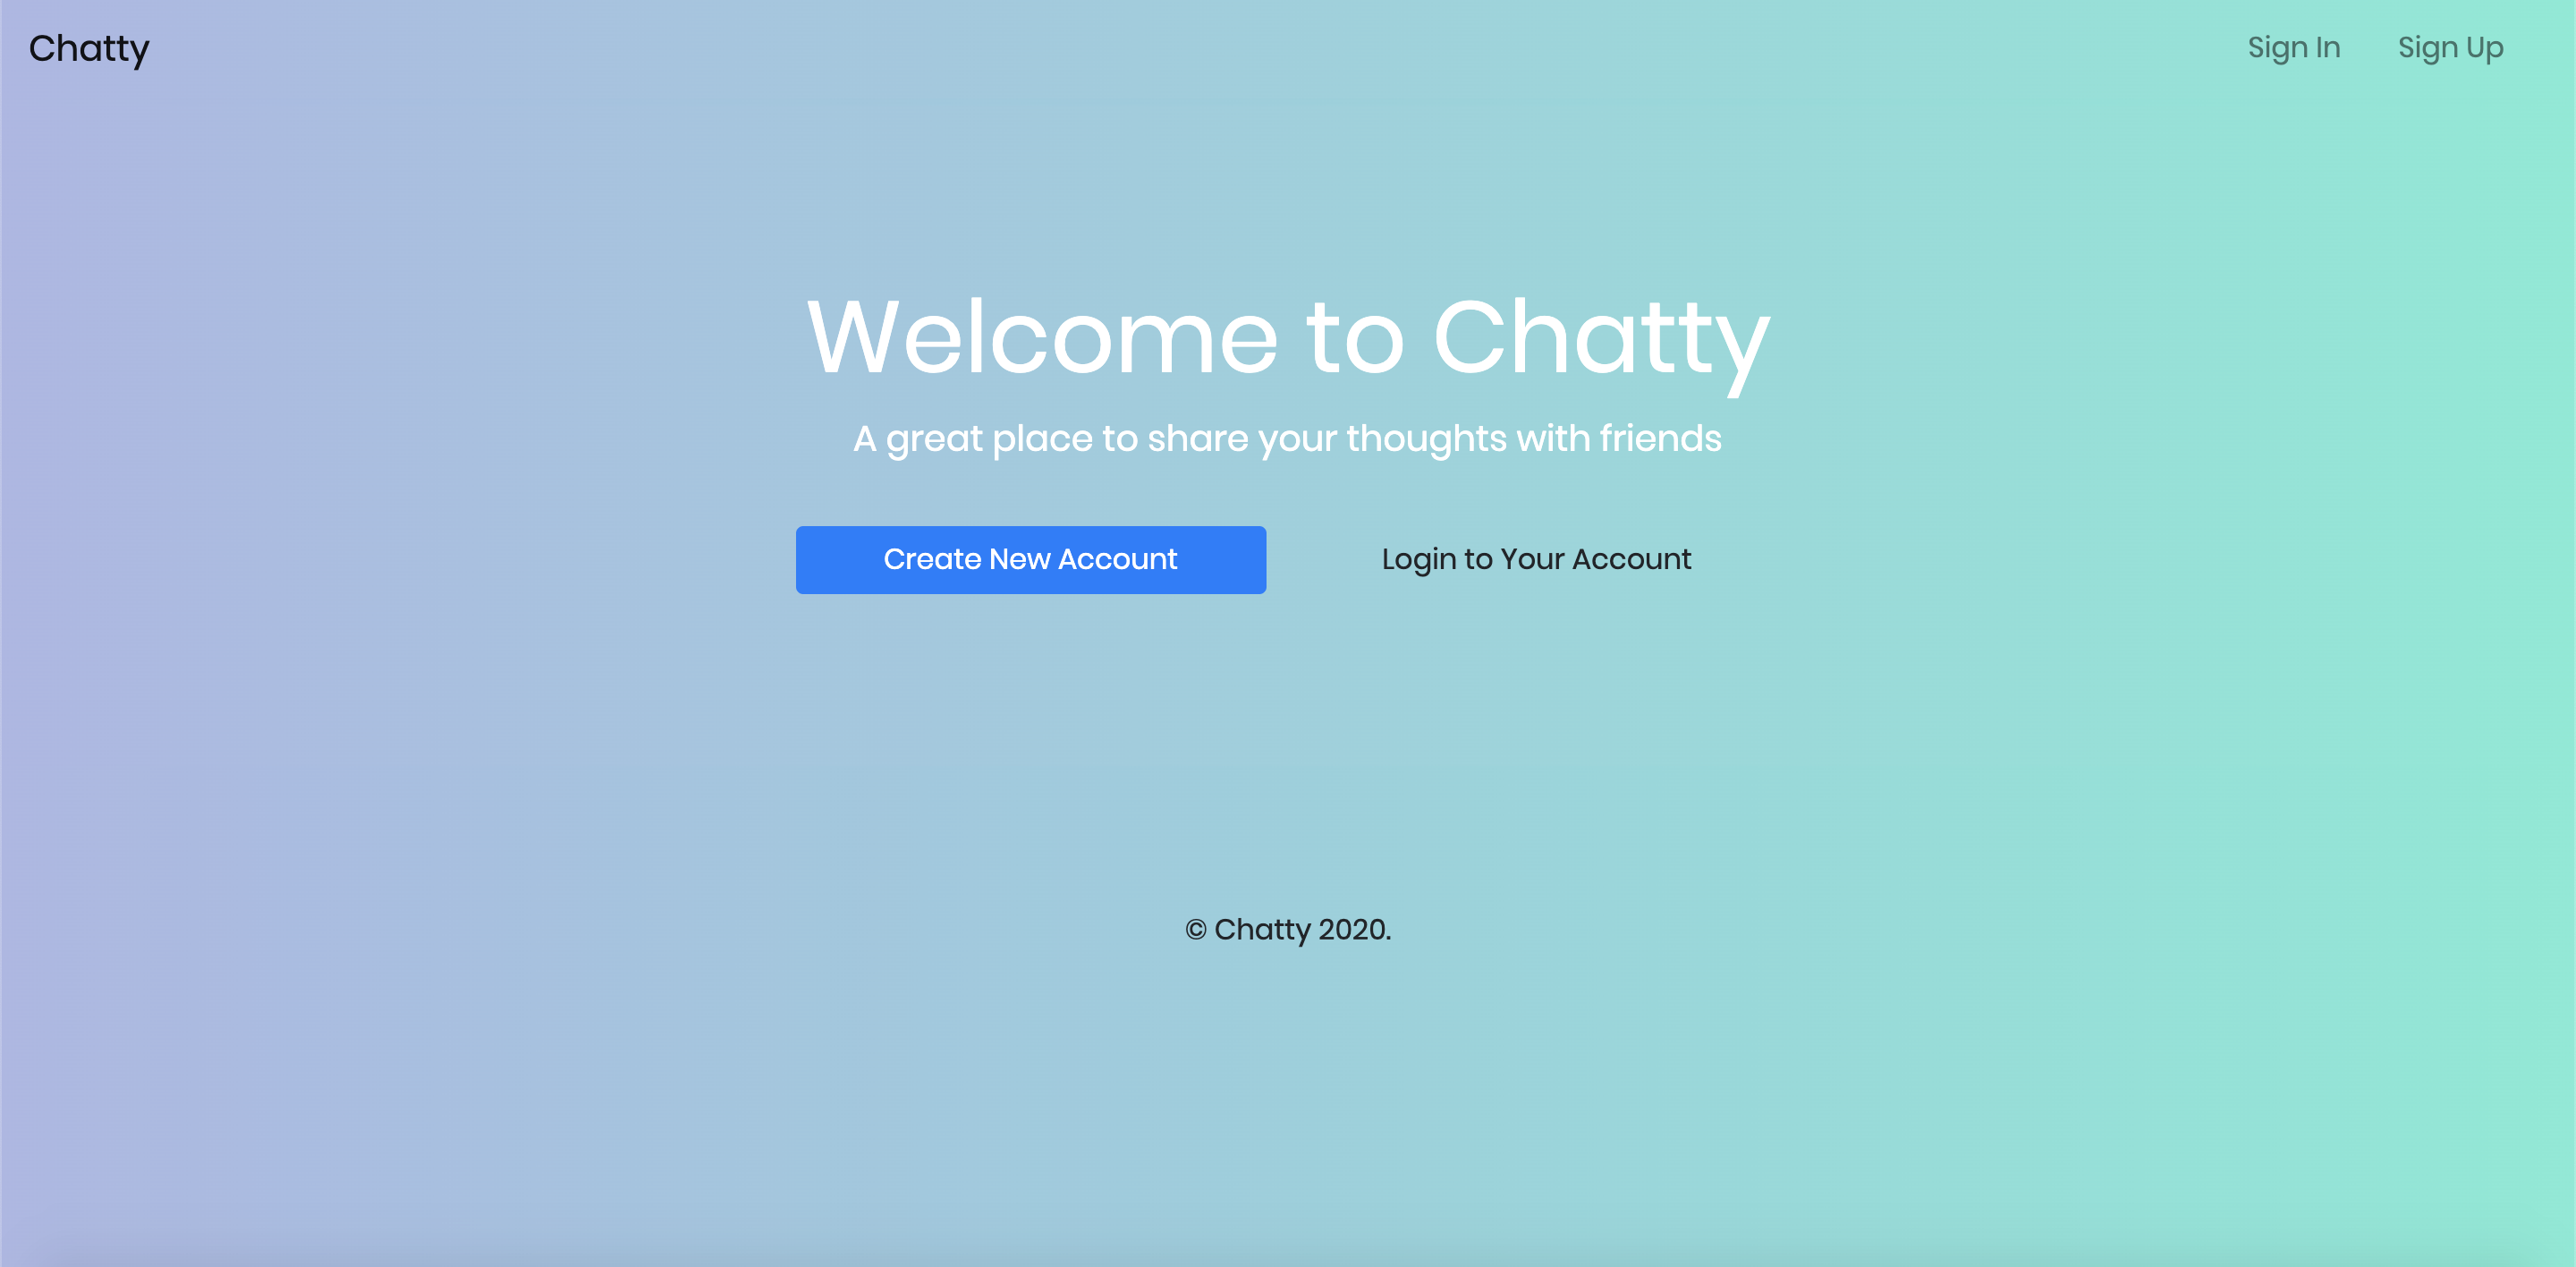 Chatty
Sign In
Sign Up
Welcome to Chatty
A great place to share your thoughts with friends
Create New Account
Login to Your Account
© Chatty 2020.